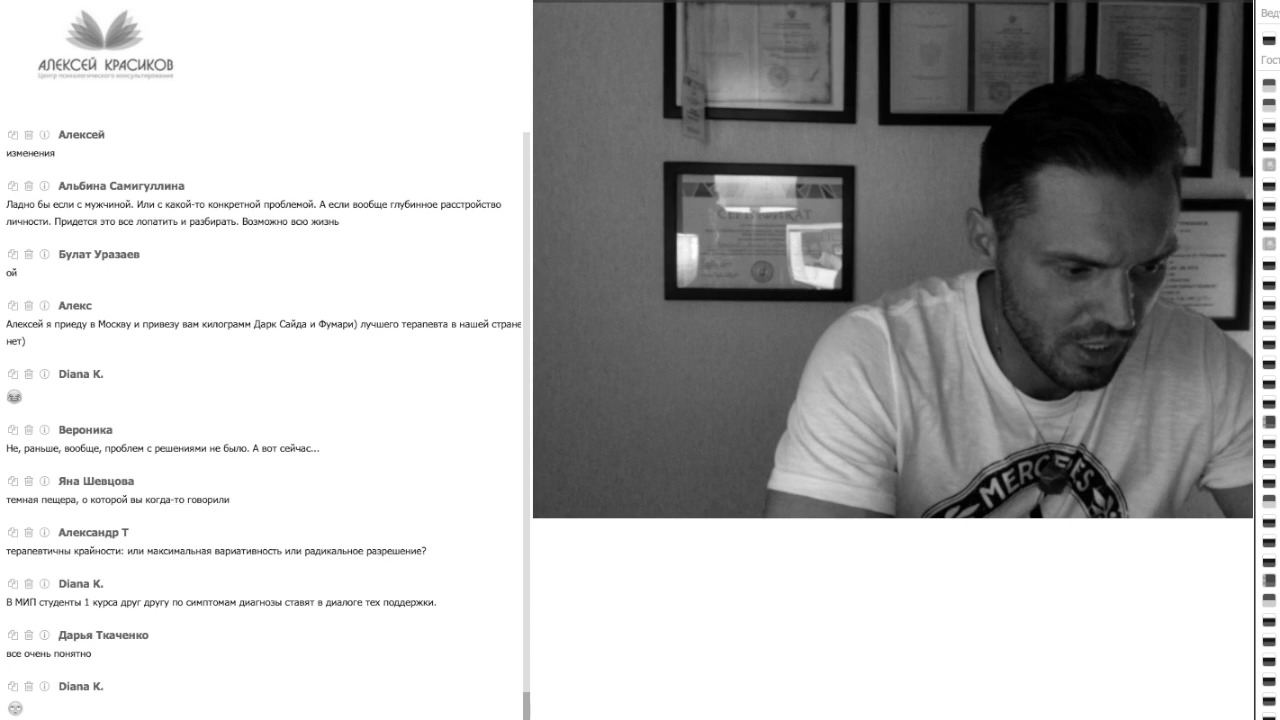 АЛЕКСЕЙ КРАСИКОВ
Центр психологического консультирования
Алексей
изменения
Альбина Самигуллина
Ладно бы если с мужчиной. Или с какой-то конкретной проблемой. А если вообще глубинное расстройство
личности. Придется это все лопатить и разбирать. Возможно всю жизнь
Булат Уразаев
ой
Алекс
Алексей я приеду в Москву и привезу вам килограмм Дарк Сайда и Фумари) лучшего терапевта в нашей стране
нет)
Diana K.
Вероника
Не, раньше, вообще, проблем с решениями не было. А вот сейчас...
Яна Шевцова
темная пещера, о которой вы когда-то говорили
Александр Т
терапевтичны крайности: или максимальная вариативность или радикальное разрешение?
Diana K.
В МИП студенты 1 курса друг другу по симптомам диагнозы ставят в диалоге тех поддержки.
Дарья Ткаченко
все очень понятно
Diana K.
СЕРТИФИКАТ
MERCEDES
Вед
Гост